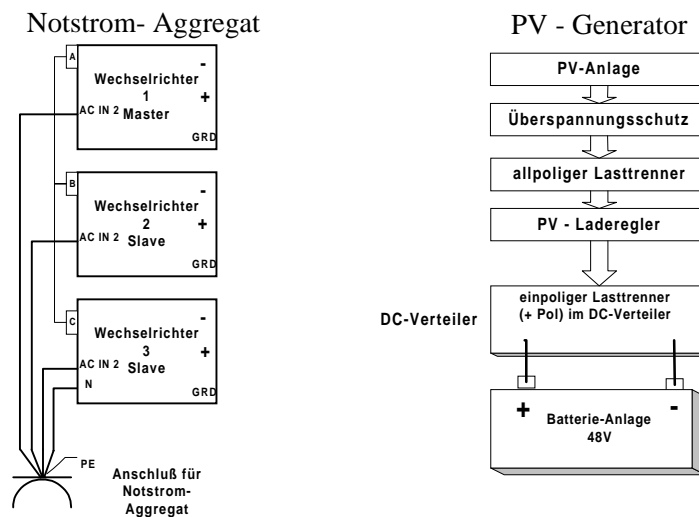 Notstrom- Aggregat
A
Wechselrichter
1
Master
-
+
AC IN 2
GRD
B
Wechselrichter
2
Slave
-
+
AC IN 2
GRD
C
Wechselrichter
3
Slave
-
+
AC IN 2
N
GRD
PE
Anschluß für
Notstrom-
Aggregat
PV - Generator
PV-Anlage
Überspannungsschutz
allpoliger Lasttrenner
PV - Laderegler
DC-Verteiler
einpoliger Lasttrenner
(+ Pol) im DC-Verteiler
+
-
Batterie-Anlage
48V